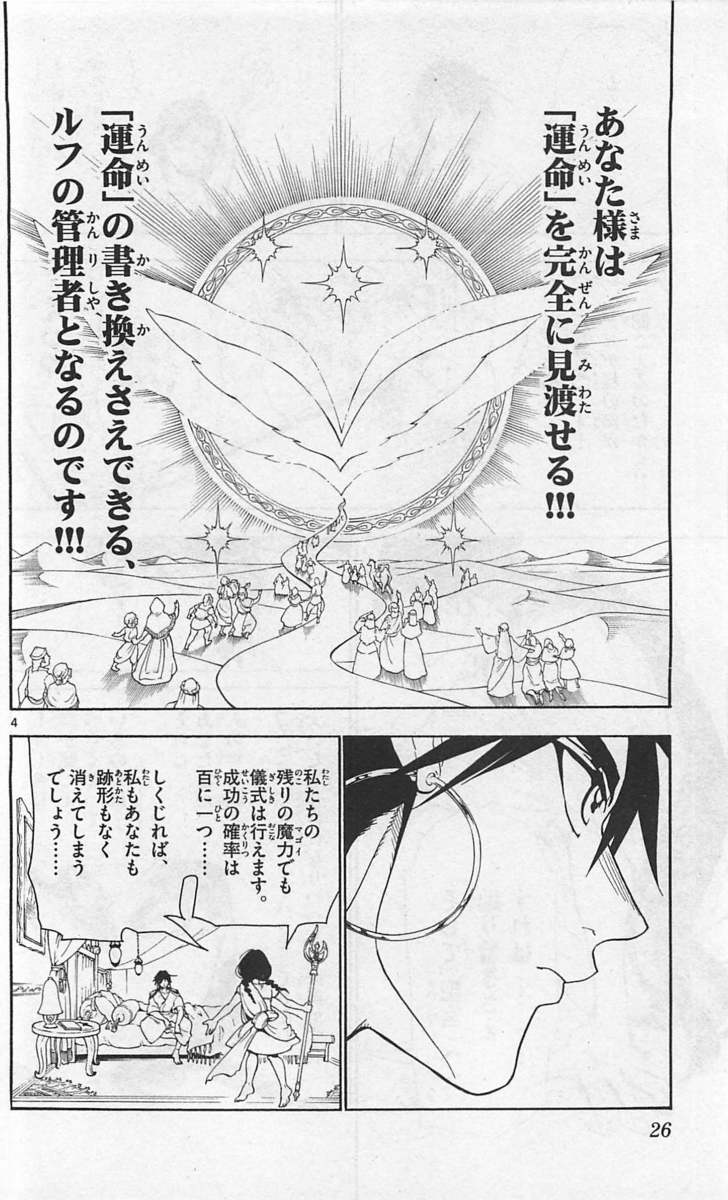 あなた様は
「運命」を完全に見渡せる!!!
「運命」の書き換えさえできる、
ルフの管理者となるのです!!!
4
私たちの
残りの魔力でも
儀式は行えます。
成功の確率は
百に一つ……
しくじれば、
私もあなたも
跡形もなく
消えてしまう
でしょう……
26